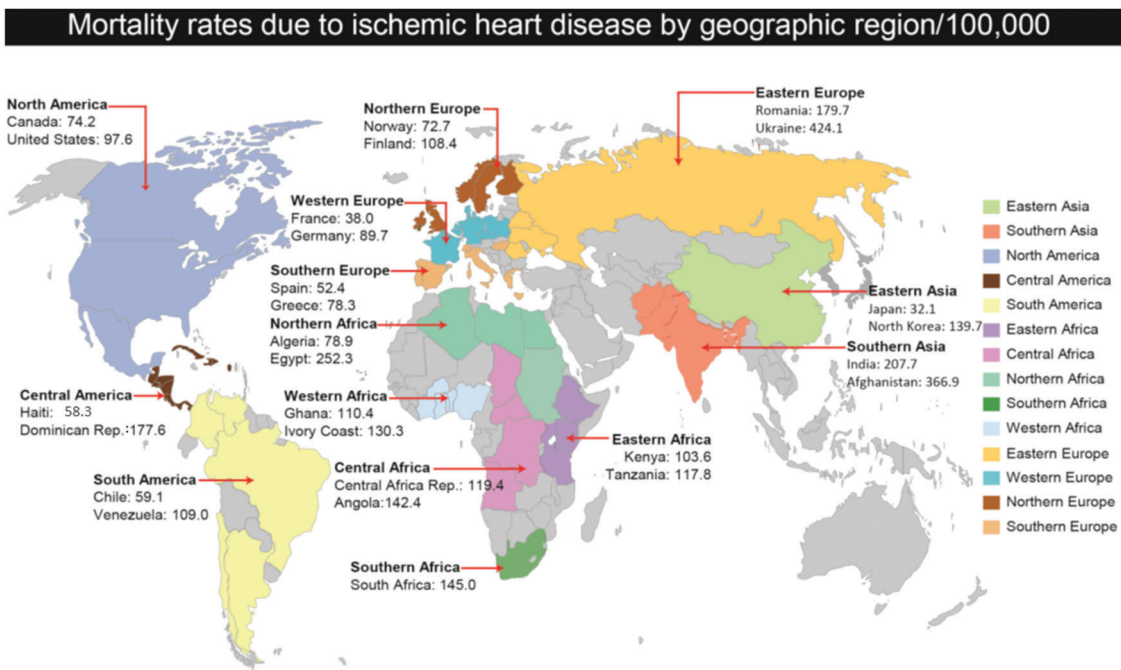 Mortality rates due to ischemic heart disease by geographic region/100,000
North America
Canada: 74.2
United States: 97.6
Northern Europe
Norway: 72.7
Finland: 108.4
Eastern Europe
Romania: 179.7
Ukraine: 424.1
Western Europe
France: 38.0
Germany: 89.7
Southern Europe
Spain: 52.4
Greece: 78.3
Northern Africa
Algeria: 78.9
Egypt: 252.3
Eastern Asia
Japan: 32.1
North Korea: 139.7
Southern Asia
India: 207.7
Afghanistan: 366.9
Central America
Haiti: 58.3
Dominican Rep.:177.6
Western Africa
Ghana: 110.4
Ivory Coast: 130.3
Eastern Africa
Kenya: 103.6
Tanzania: 117.8
South America
Chile: 59.1
Venezuela: 109.0
Central Africa
Central Africa Rep.: 119.4
Angola:142.4
Southern Africa
South Africa: 145.0
Eastern Asia
Southern Asia
North America
Central America
South America
Eastern Africa
Central Africa
Northern Africa
Southern Africa
Western Africa
Eastern Europe
Western Europe
Northern Europe
Southern Europe